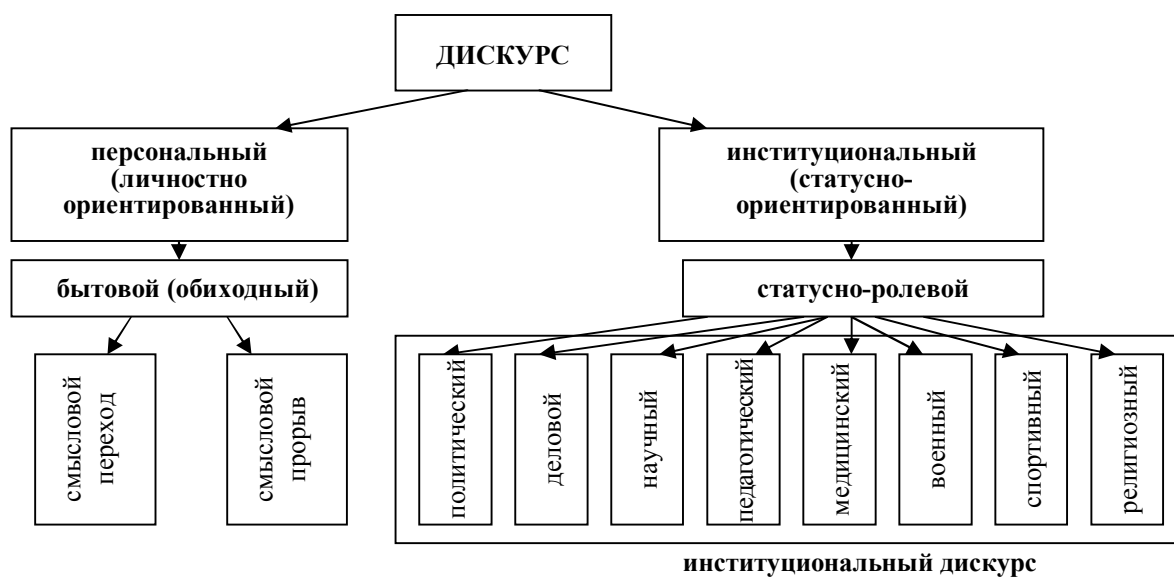 ДИСКУРС
персональный
(личностно
ориентированный)
институциональный
(статусно-
ориентированный)
бытовой (обиходный)
статусно-ролевой
смысловой
переход
смысловой
прорыв
политический
деловой
научный
педагогический
медицинский
военный
спортивный
религиозный
институциональный дискурс